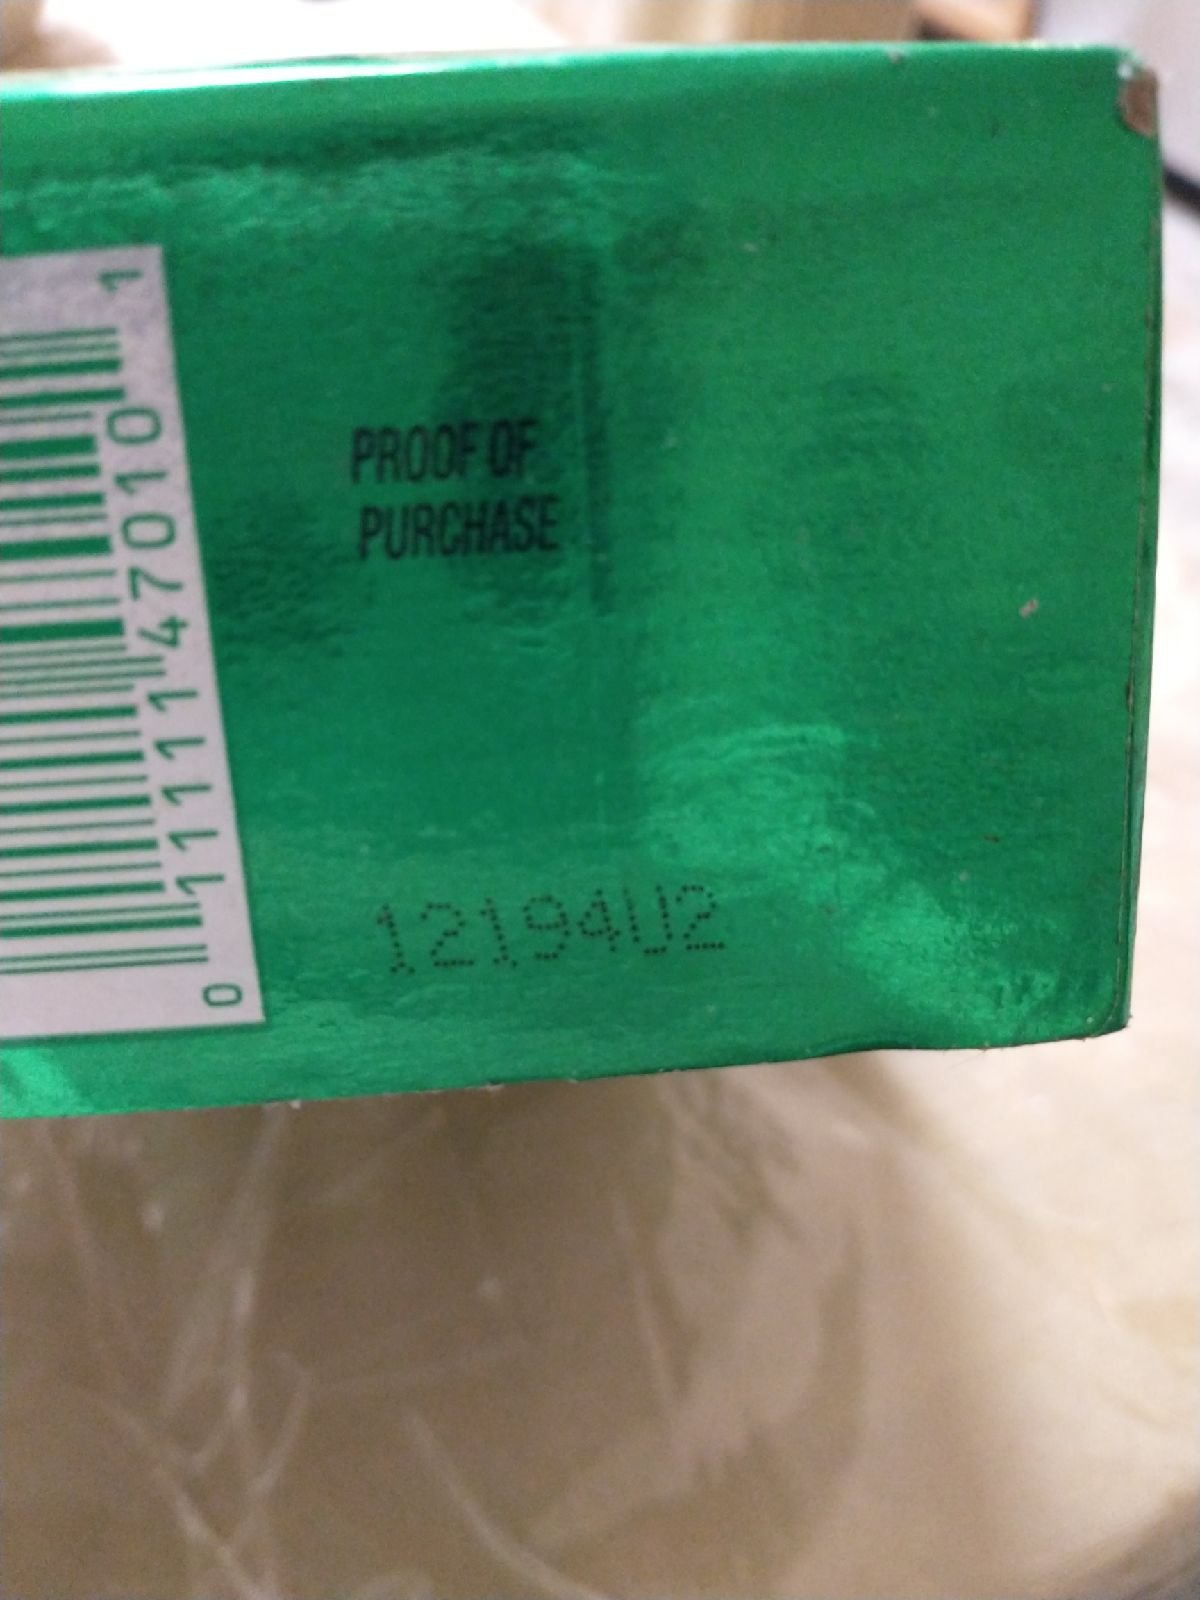 0 11111 47010 1
PROOF OF
PURCHASE
12194U2